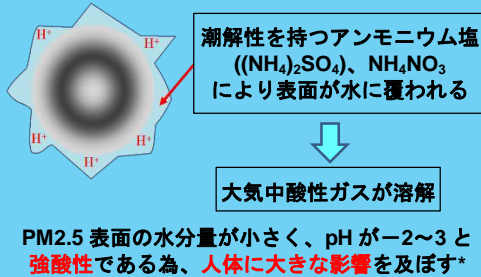 H⁺
H⁺
H⁺
H⁺
H⁺
H⁺
潮解性を持つアンモニウム塩
((NH₄)₂SO₄)、NH₄NO₃
により表面が水に覆われる
大気中酸性ガスが溶解
PM2.5 表面の水分量が小さく、pH が－2～3 と
強酸性である為、人体に大きな影響を及ぼす*